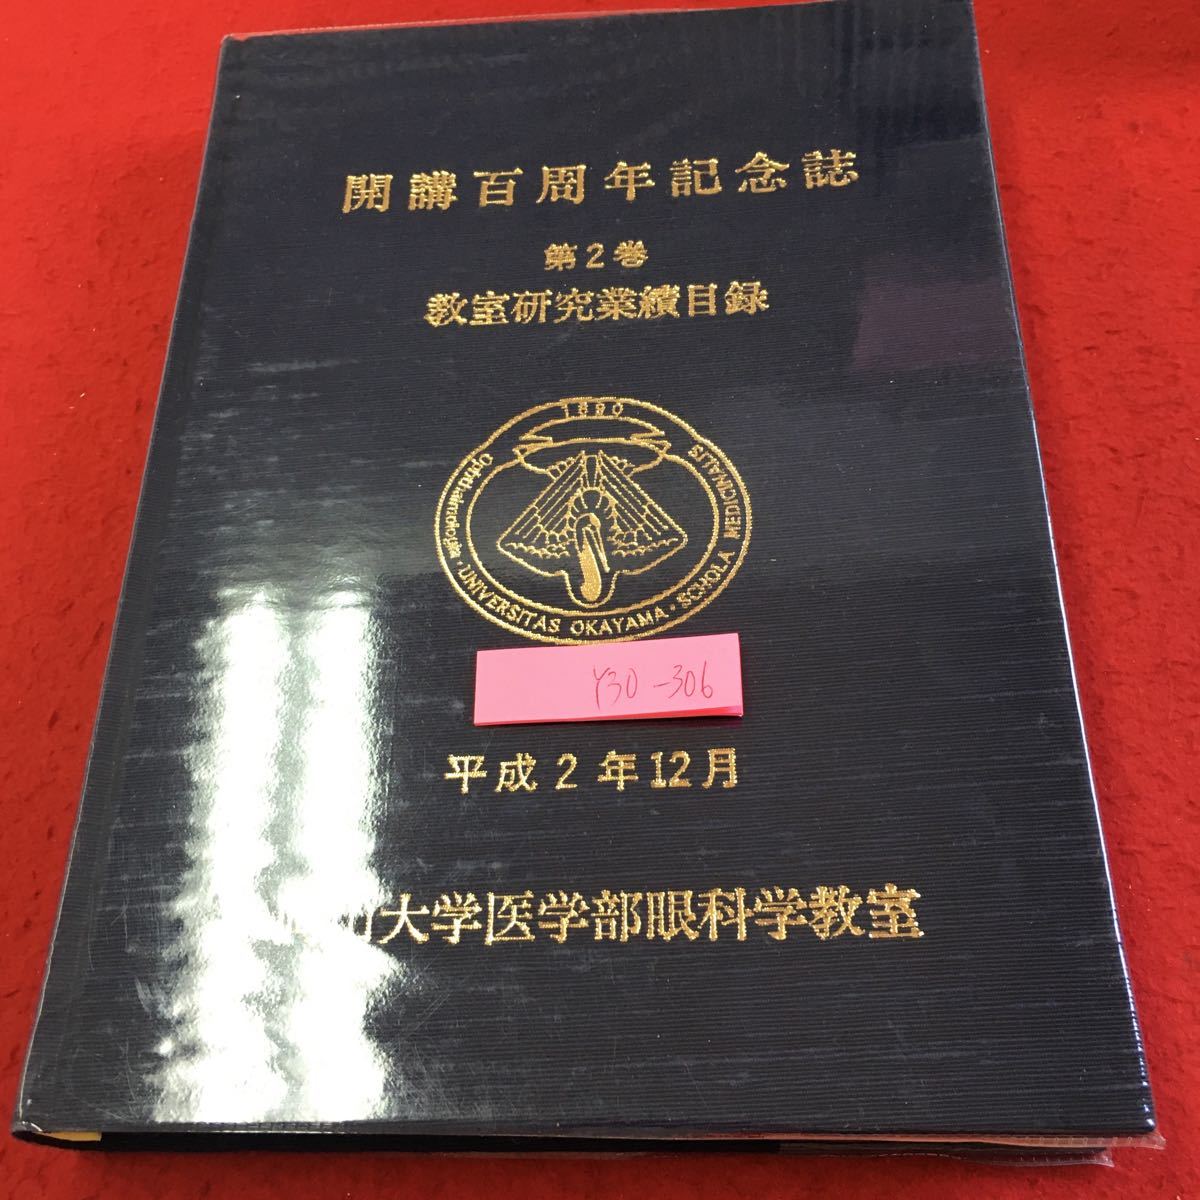 開講百周年記念誌
第2巻
教室研究業績目録
1890
Ophthalmologia · UNIVERSITAS OKAYAMA · SCHOLA MEDICINALIS
Y30-306
平成2年12月
山大学医学部眼科学教室